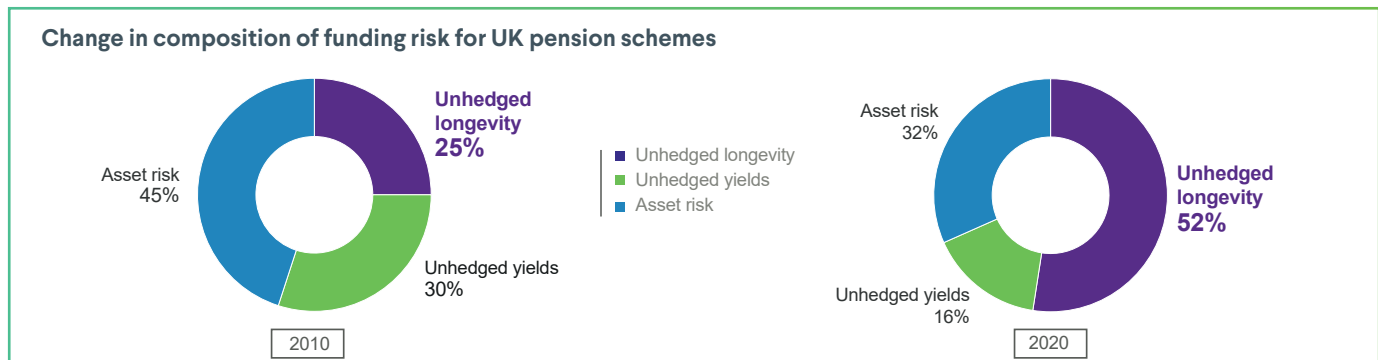 Change in composition of funding risk for UK pension schemes
Unhedged
longevity
25%
Asset risk
45%
Unhedged yields
30%
2010
Unhedged longevity
Unhedged yields
Asset risk
Asset risk
32%
Unhedged
longevity
52%
Unhedged yields
16%
2020